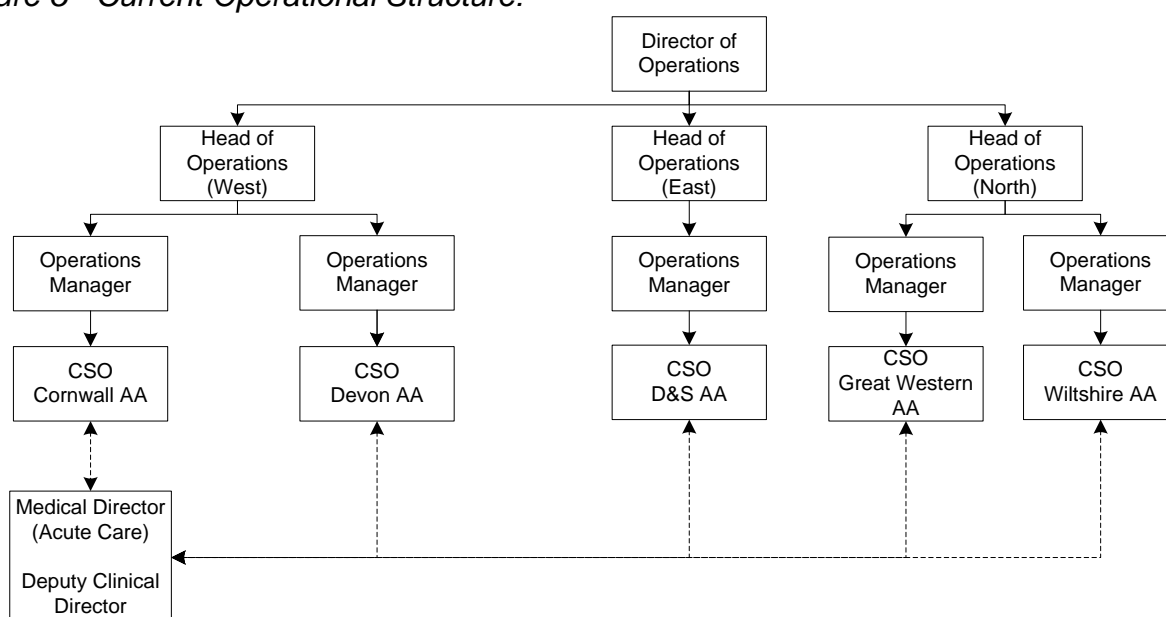 Current Operational Structure.
Director of
Operations
Head of
Operations
(West)
Head of
Operations
(East)
Head of
Operations
(North)
Operations
Manager
Operations
Manager
Operations
Manager
Operations
Manager
Operations
Manager
CSO
Cornwall AA
CSO
Devon AA
CSO
D&S AA
CSO
Great Western
AA
CSO
Wiltshire AA
Medical Director
(Acute Care)
Deputy Clinical
Director